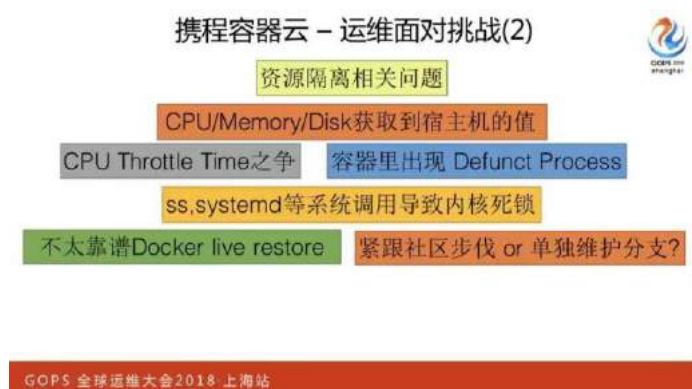 携程容器云 – 运维面对挑战(2)
GOPS 2018
shanghai
资源隔离相关问题
CPU/Memory/Disk获取到宿主机的值
CPU Throttle Time之争
容器里出现 Defunct Process
ss,systemd等系统调用导致内核死锁
不太靠谱Docker live restore
紧跟社区步伐 or 单独维护分支?
GOPS 全球运维大会2018·上海站